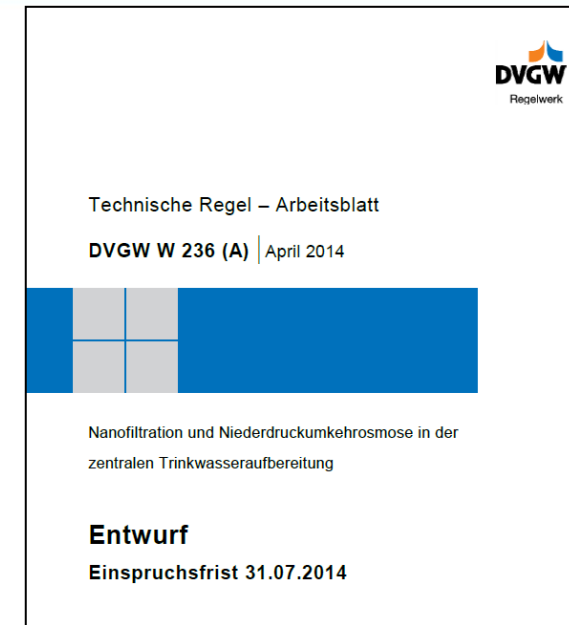 DVGW
Regelwerk
Technische Regel – Arbeitsblatt
DVGW W 236 (A) April 2014
Nanofiltration und Niederdruckumkehrosmose in der
zentralen Trinkwasseraufbereitung
Entwurf
Einspruchsfrist 31.07.2014